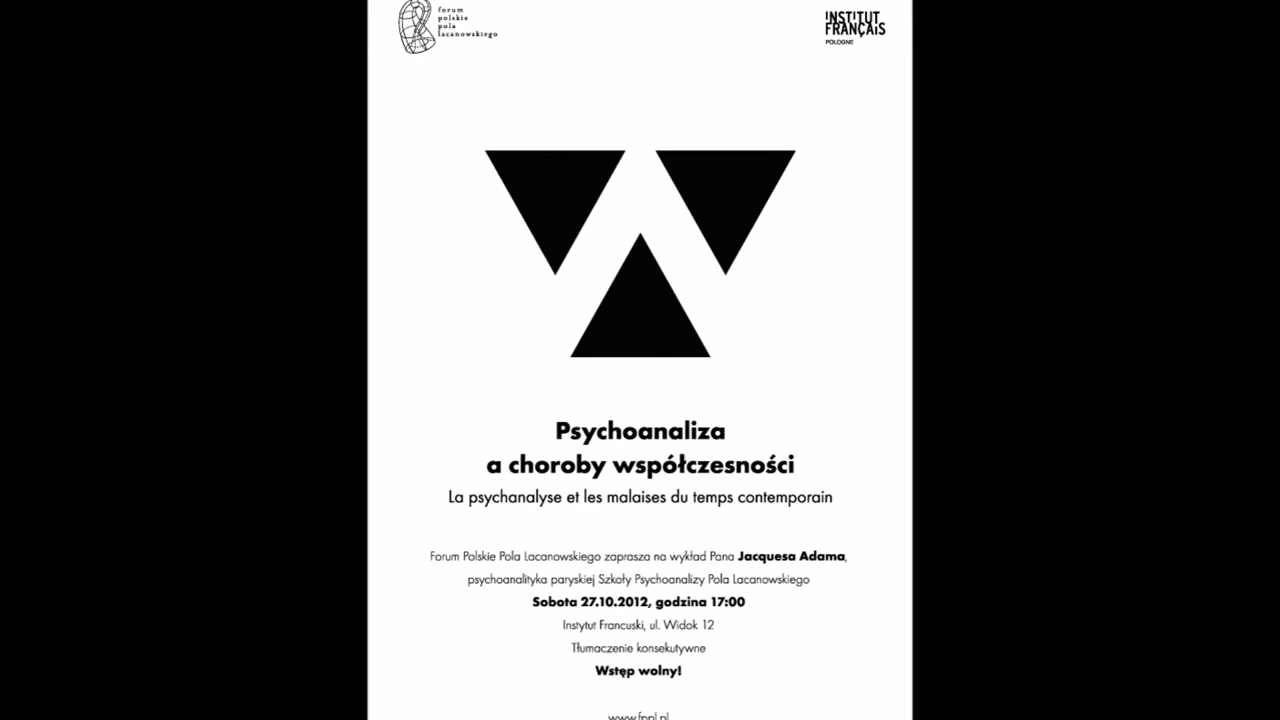 forum
polskie
pola
lacanowskiego
INSTITUT
FRANÇAIS
POLOGNE
Psychoanaliza
a choroby współczesności
La psychanalyse et les malaises du temps contemporain
Forum Polskie Pola Lacanowskiego zaprasza na wykład Pana Jacquesa Adama,
psychoanalityka paryskiej Szkoły Psychoanalizy Pola Lacanowskiego
Sobota 27.10.2012, godzina 17:00
Instytut Francuski, ul. Widok 12
Tłumaczenie konsekutywne
Wstęp wolny!
www.fppl.pl